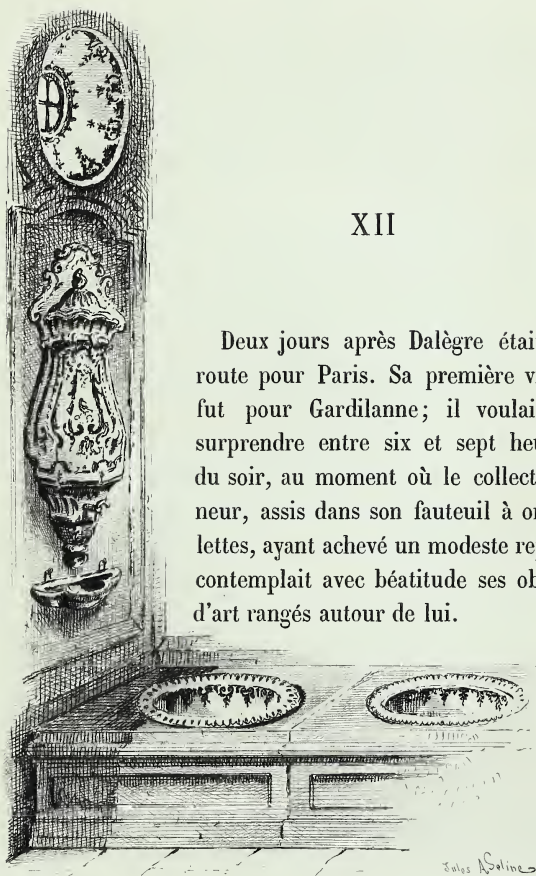 XII
Deux jours après Dalègre étai
route pour Paris. Sa première v
fut pour Gardilanne; il voulai
surprendre entre six et sept heu
du soir, au moment où le collect
neur, assis dans son fauteuil à or
lettes, ayant achevé un modeste re
contemplait avec béatitude ses ob
d'art rangés autour de lui.
Jules